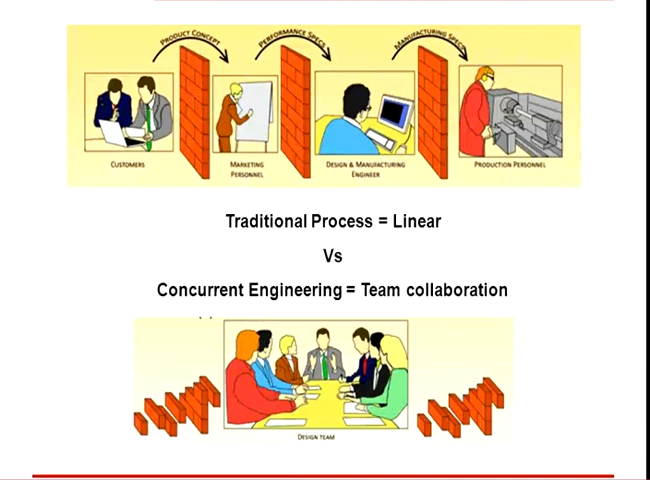 PRODUCT CONCEPT
PERFORMANCE SPECS
MANUFACTURING SPECS
CUSTOMERS
MARKETING
PERSONNEL
DESIGN & MANUFACTURING
ENGINEER
PRODUCTION PERSONNEL
Traditional Process = Linear
Vs
Concurrent Engineering = Team collaboration
DESIGN TEAM